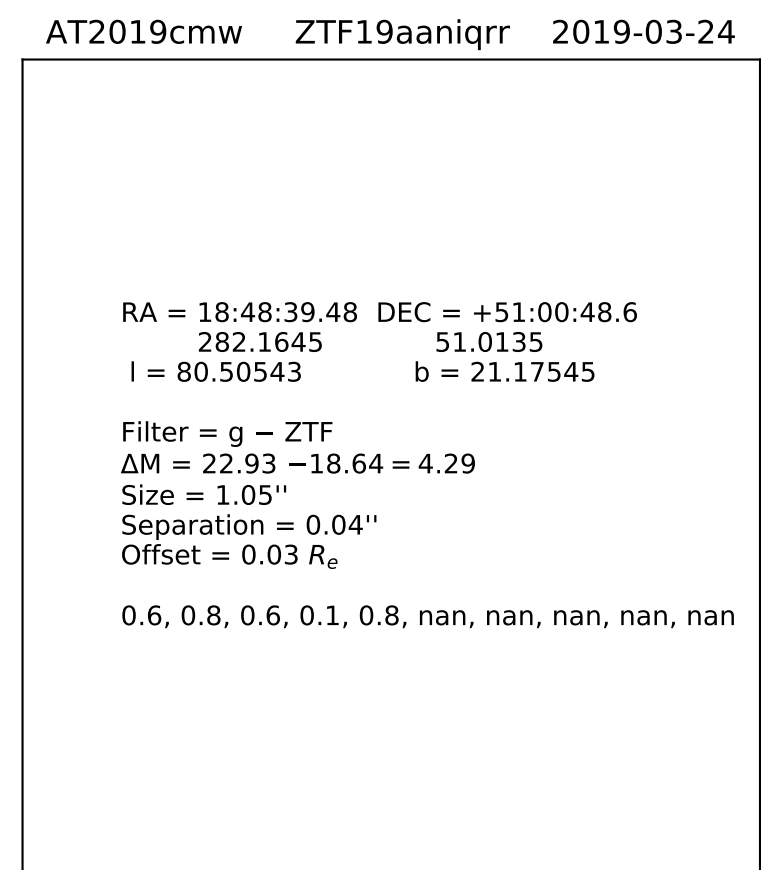 AT2019cmw ZTF19aaniqrr 2019-03-24
RA = 18:48:39.48 DEC = +51:00:48.6
282.1645 51.0135
l = 80.50543 b = 21.17545
Filter = g − ZTF
ΔM = 22.93 −18.64 = 4.29
Size = 1.05''
Separation = 0.04''
Offset = 0.03 Re
0.6, 0.8, 0.6, 0.1, 0.8, nan, nan, nan, nan, nan